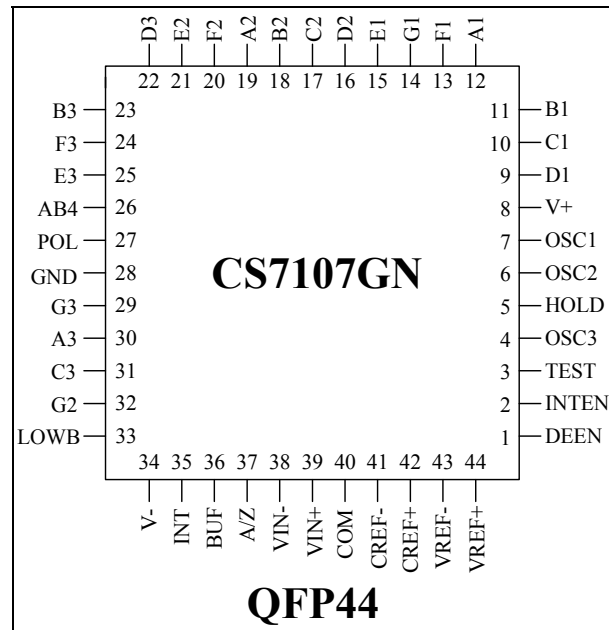 D3 E2 F2 A2 B2 C2 D2 E1 G1 F1 A1
22 21 20 19 18 17 16 15 14 13 12
B3 23 11 B1
F3 24 10 C1
E3 25 9 D1
AB4 26 8 V+
POL 27 7 OSC1
GND 28 CS7107GN 6 OSC2
G3 29 5 HOLD
A3 30 4 OSC3
C3 31 3 TEST
G2 32 2 INTEN
LOWB 33 1 DEEN
34 35 36 37 38 39 40 41 42 43 44
V- INT BUF A/Z VIN- VIN+ COM CREF- CREF+ VREF- VREF+
QFP44